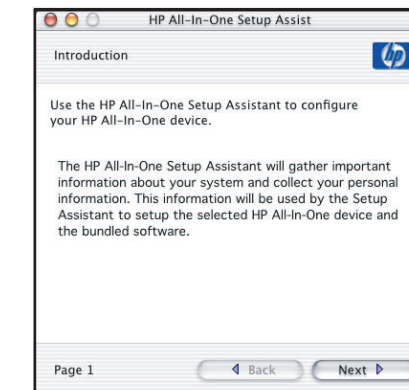 HP All-In-One Setup Assist
Introduction
hp
Use the HP All-In-One Setup Assistant to configure
your HP All-In-One device.
The HP All-In-One Setup Assistant will gather important
information about your system and collect your personal
information. This information will be used by the Setup
Assistant to setup the selected HP All-In-One device and
the bundled software.
Page 1
Back
Next